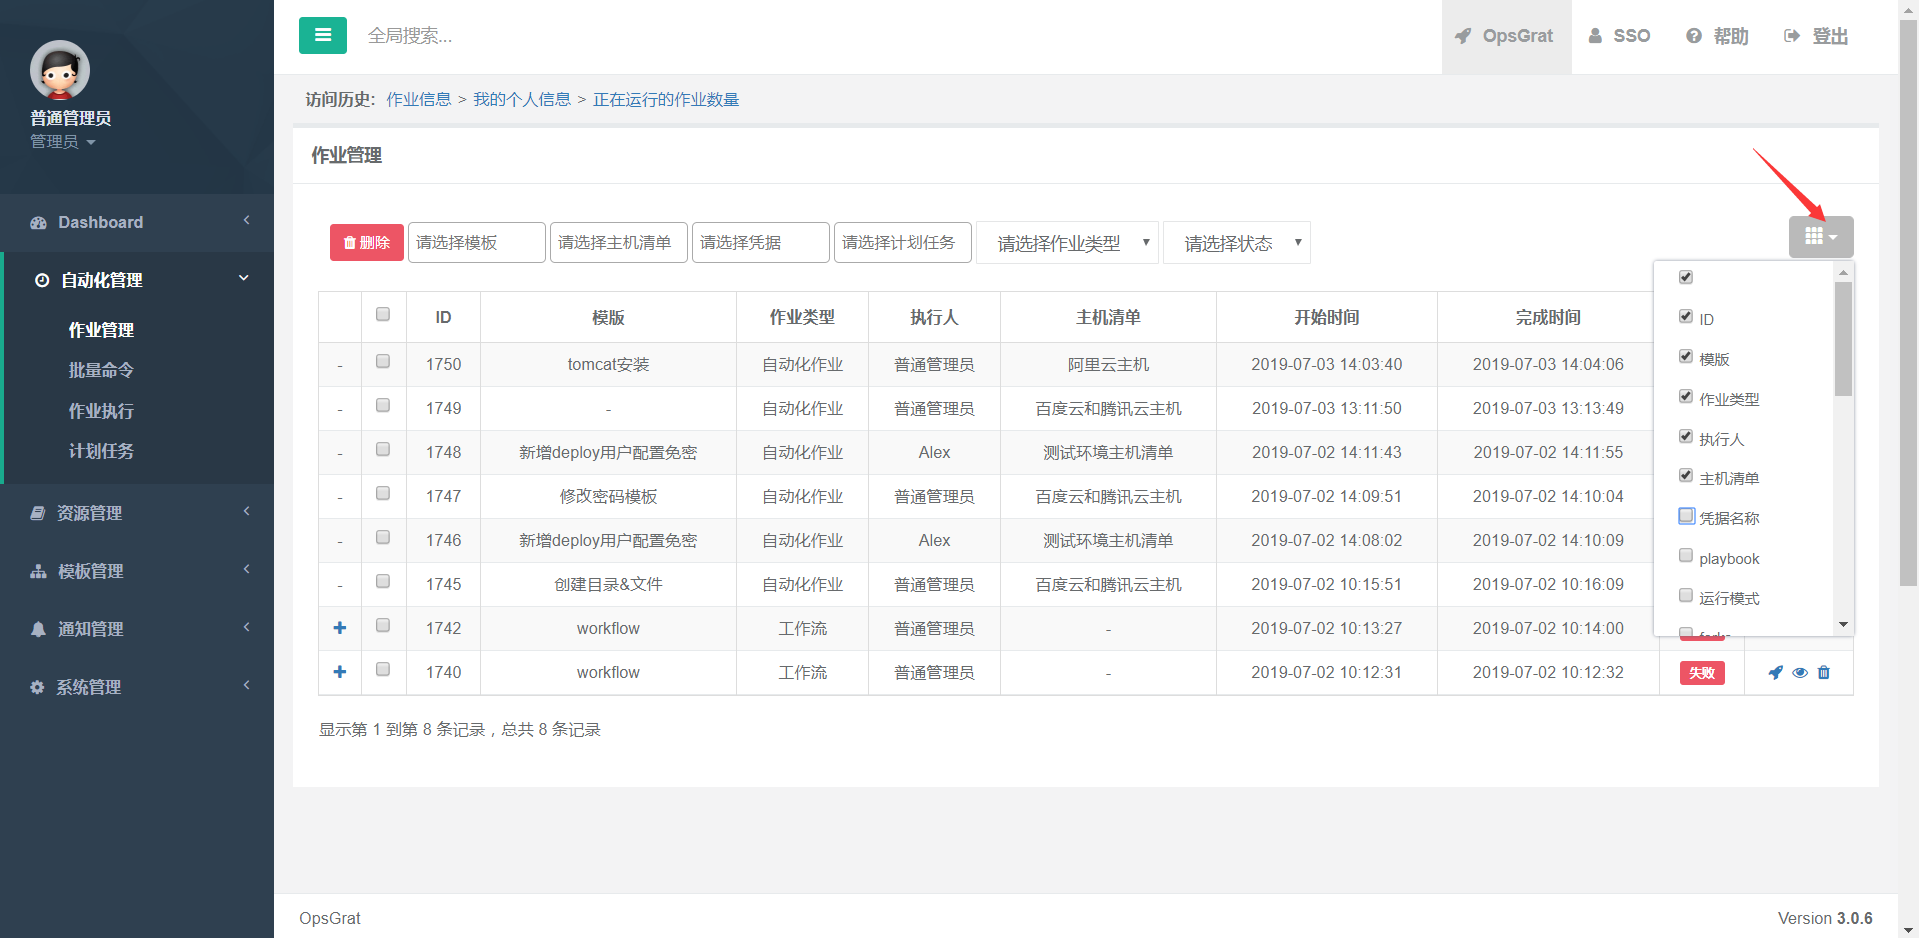 普通管理员
管理员
Dashboard
自动化管理
作业管理
批量命令
作业执行
计划任务
资源管理
模板管理
通知管理
系统管理
全局搜索...
OpsGrat SSO 帮助 登出
访问历史: 作业信息 > 我的个人信息 > 正在运行的作业数量
作业管理
删除 请选择模板 请选择主机清单 请选择凭据 请选择计划任务 请选择作业类型 请选择状态
ID 模版 作业类型 执行人 主机清单 开始时间 完成时间
- 1750 tomcat安装 自动化作业 普通管理员 阿里云主机 2019-07-03 14:03:40 2019-07-03 14:04:06
- 1749 - 自动化作业 普通管理员 百度云和腾讯云主机 2019-07-03 13:11:50 2019-07-03 13:13:49
- 1748 新增deploy用户配置免密 自动化作业 Alex 测试环境主机清单 2019-07-02 14:11:43 2019-07-02 14:11:55
- 1747 修改密码模板 自动化作业 普通管理员 百度云和腾讯云主机 2019-07-02 14:09:51 2019-07-02 14:10:04
- 1746 新增deploy用户配置免密 自动化作业 Alex 测试环境主机清单 2019-07-02 14:08:02 2019-07-02 14:10:09
- 1745 创建目录&文件 自动化作业 普通管理员 百度云和腾讯云主机 2019-07-02 10:15:51 2019-07-02 10:16:09
1742 workflow 工作流 普通管理员 - 2019-07-02 10:13:27 2019-07-02 10:14:00
1740 workflow 工作流 普通管理员 - 2019-07-02 10:12:31 2019-07-02 10:12:32 失败
ID
模版
作业类型
执行人
主机清单
凭据名称
playbook
运行模式
显示第 1 到第 8 条记录，总共 8 条记录
OpsGrat
Version 3.0.6